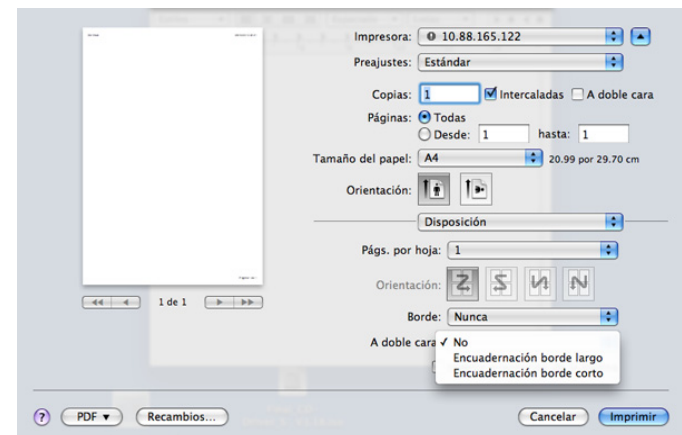 Impresora: 10.88.165.122
Preajustes: Estándar
Copias: 1 Intercaladas A doble cara
Páginas: Todas
Desde: 1 hasta: 1
Tamaño del papel: A4 20.99 por 29.70 cm
Orientación:
Disposición
Págs. por hoja: 1
Orientación:
1 de 1
Borde: Nunca
A doble cara ✓ No
Encuadernación borde largo
Encuadernación borde corto
? PDF ▼ Recambios... Cancelar Imprimir